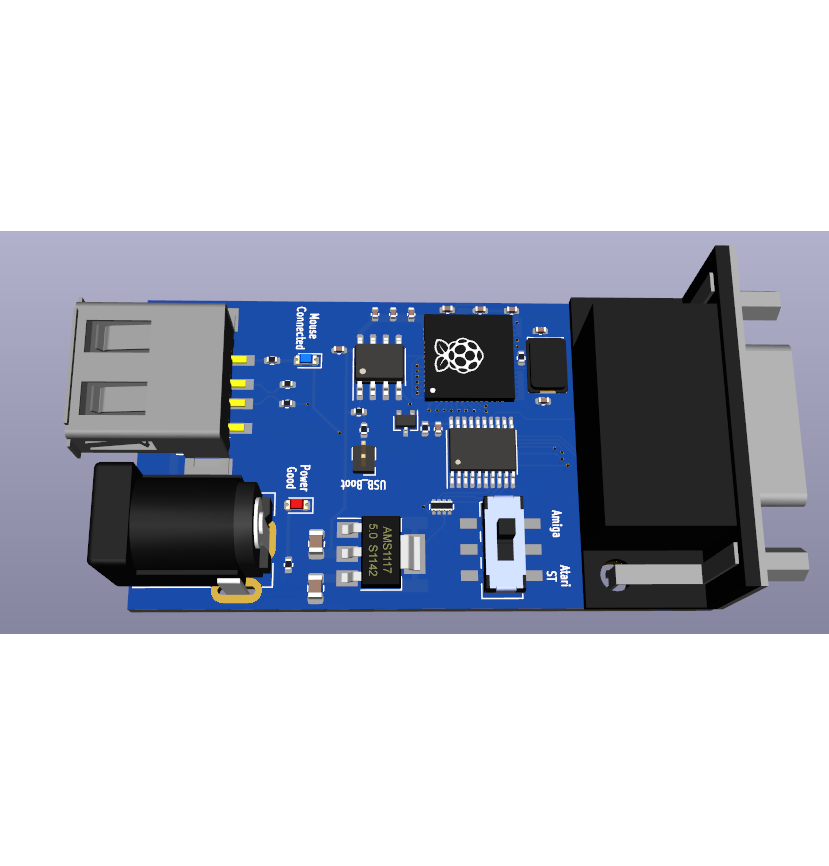 Mouse
Connected
Power
Good
USB_Boot
AMS1117
5.0 S1142
Amiga
Atari
ST